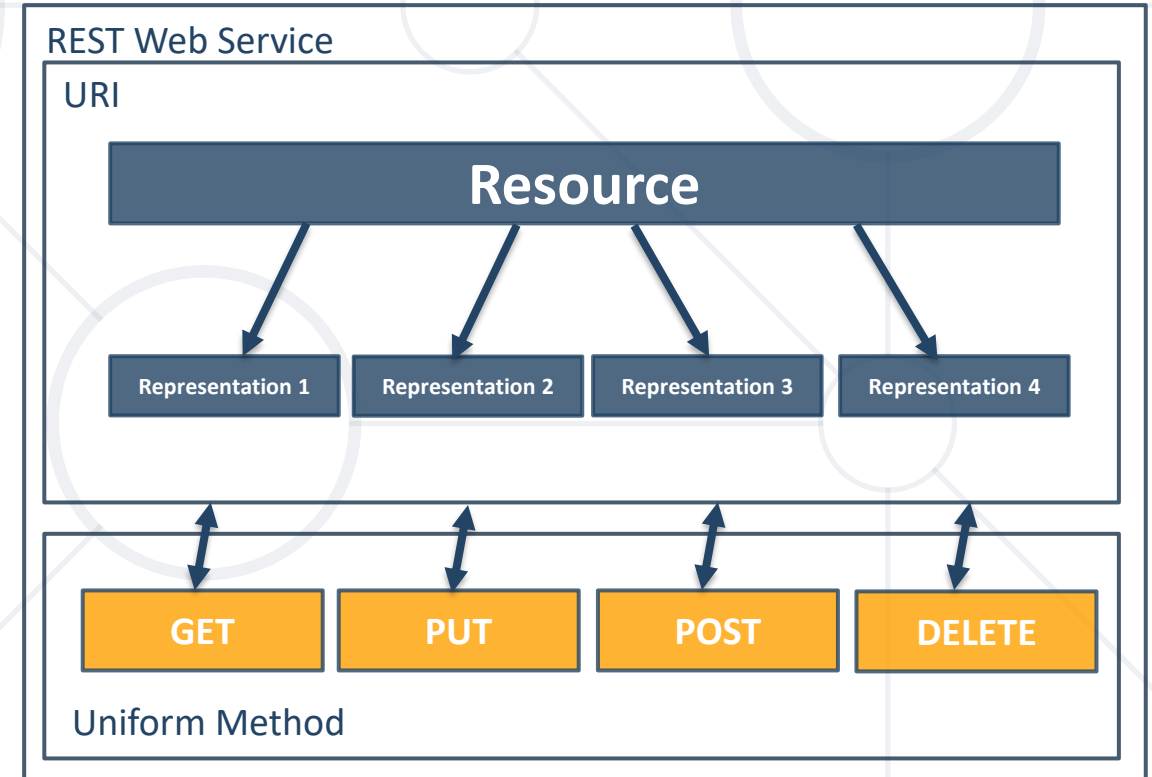 REST Web Service
URI
Resource
Representation 1
Representation 2
Representation 3
Representation 4
GET
PUT
POST
DELETE
Uniform Method